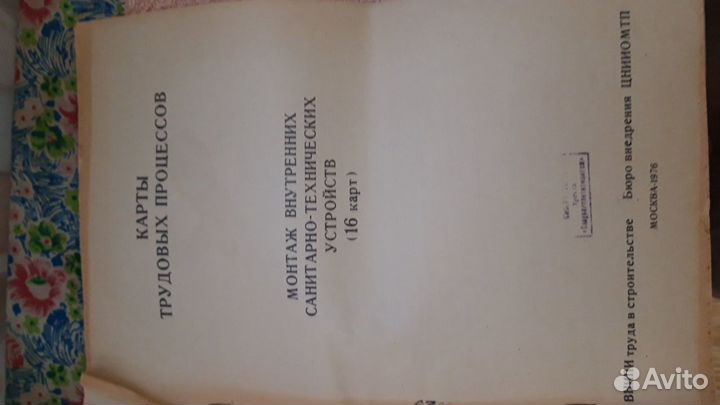 КАРТЫ
ТРУДОВЫХ ПРОЦЕССОВ
МОНТАЖ ВНУТРЕННИХ
САНИТАРНО-ТЕХНИЧЕСКИХ
УСТРОЙСТВ
(16 карт)
труда в строительстве Бюро внедрения ЦНИИОМТП
МОСКВА-1976
Avito